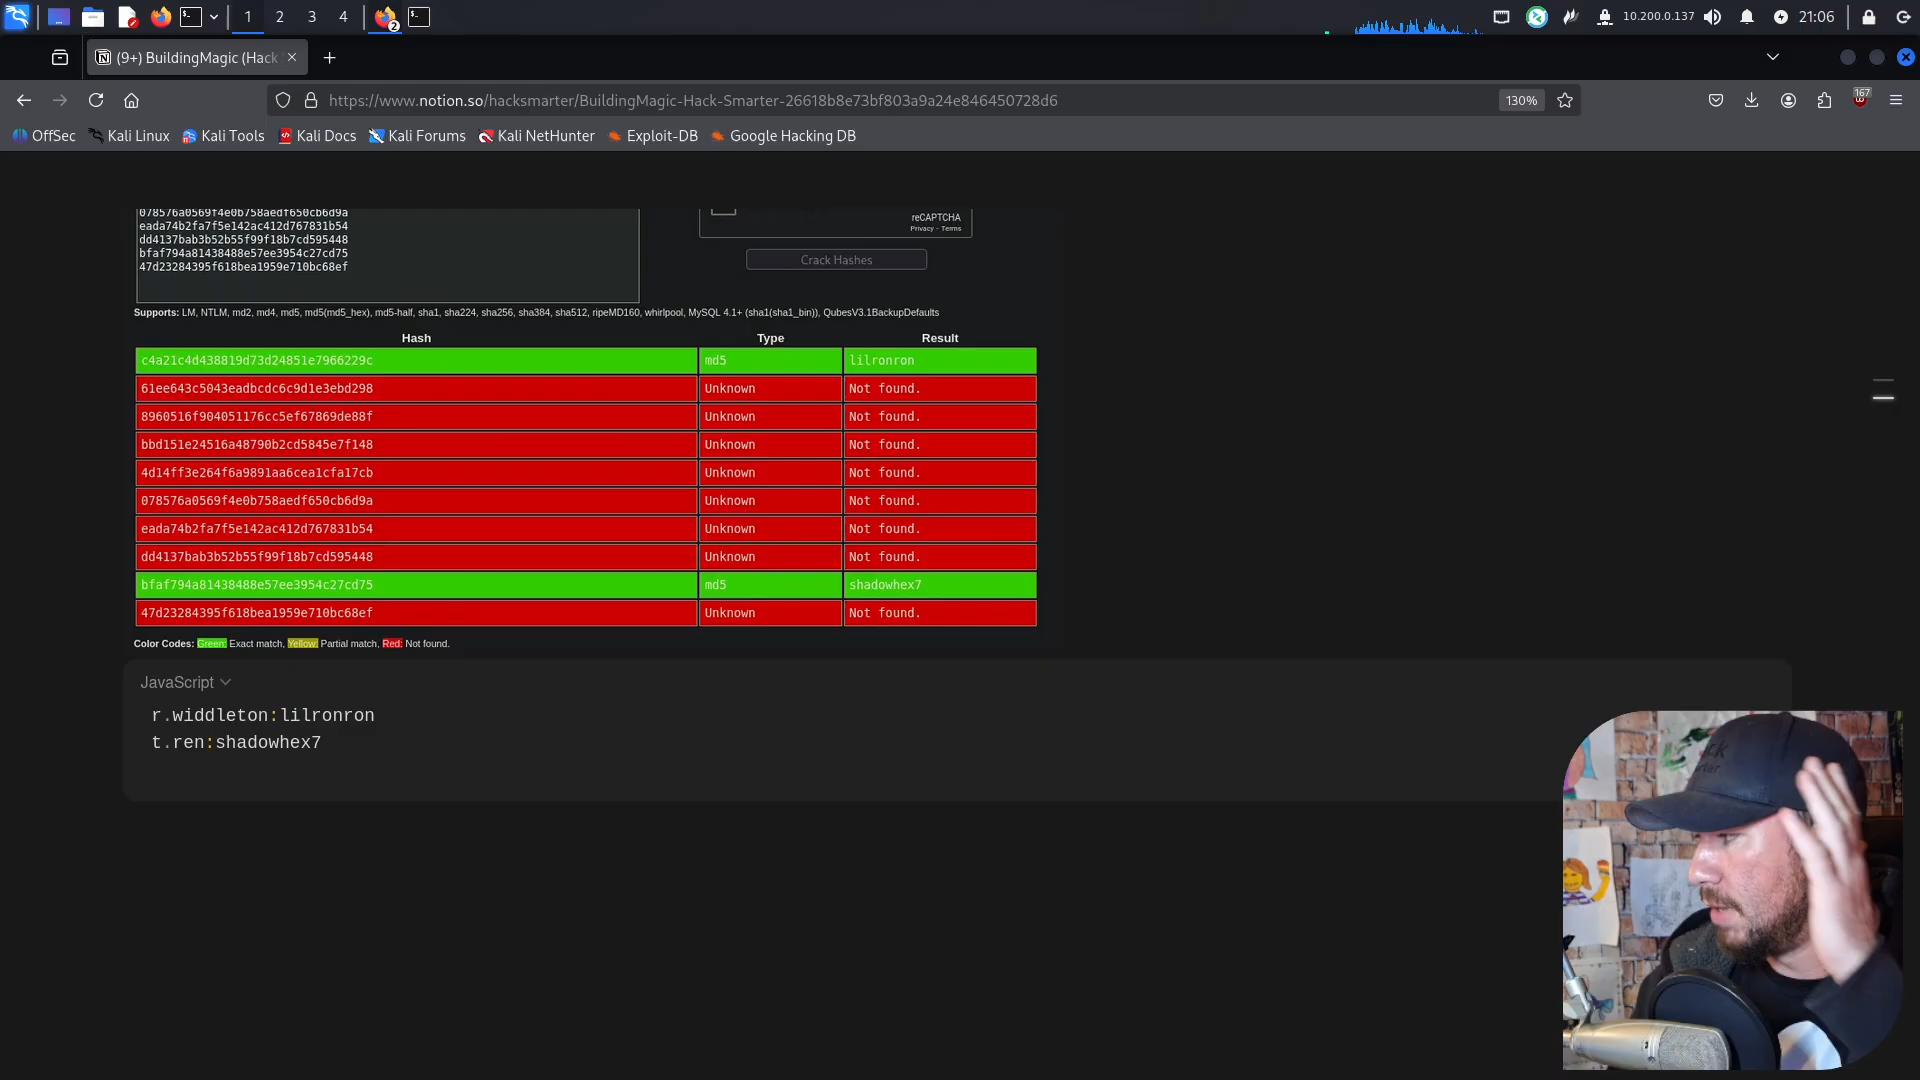 1
2
3
4
2
10.200.0.137
21:06
(9+) BuildingMagic (Hack
https://www.notion.so/hacksmarter/BuildingMagic-Hack-Smarter-26618b8e73bf803a9a24e846450728d6
130%
167
OffSec
Kali Linux
Kali Tools
Kali Docs
Kali Forums
Kali NetHunter
Exploit-DB
Google Hacking DB
078576a0569f4e0b758aedf650cb6d9a
eada74b2fa7f5e142ac412d767831b54
dd4137bab3b52b55f99f18b7cd595448
bfaf794a81438488e57ee3954c27cd75
47d23284395f618bea1959e710bc68ef
reCAPTCHA
Privacy - Terms
Crack Hashes
Supports: LM, NTLM, md2, md4, md5, md5(md5_hex), md5-half, sha1, sha224, sha256, sha384, sha512, ripeMD160, whirlpool, MySQL 4.1+ (sha1(sha1_bin)), QubesV3.1BackupDefaults
Hash Type Result
c4a21c4d438819d73d24851e7966229c md5 lilronron
61ee643c5043eadbcdc6c9d1e3ebd298 Unknown Not found.
8960516f904051176cc5ef67869de88f Unknown Not found.
bbd151e24516a48790b2cd5845e7f148 Unknown Not found.
4d14ff3e264f6a9891aa6cea1cfa17cb Unknown Not found.
078576a0569f4e0b758aedf650cb6d9a Unknown Not found.
eada74b2fa7f5e142ac412d767831b54 Unknown Not found.
dd4137bab3b52b55f99f18b7cd595448 Unknown Not found.
bfaf794a81438488e57ee3954c27cd75 md5 shadowhex7
47d23284395f618bea1959e710bc68ef Unknown Not found.
Color Codes: Green: Exact match, Yellow: Partial match, Red: Not found.
JavaScript
r.widdleton:lilronron
t.ren:shadowhex7